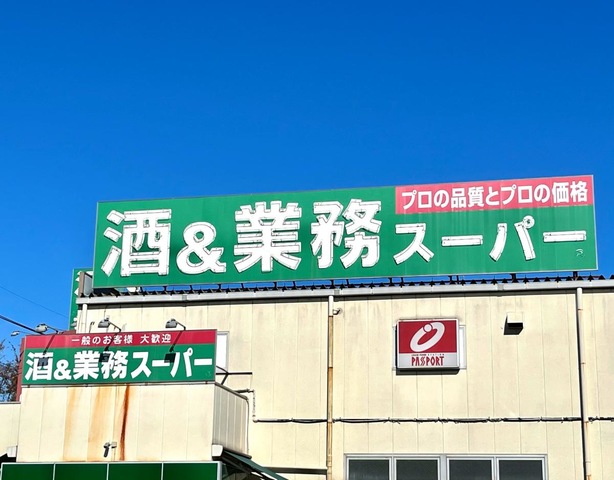 プロの品質とプロの価格
酒&業務スーパー
一般のお客様 大歓迎
酒&業務スーパー
PASPORT